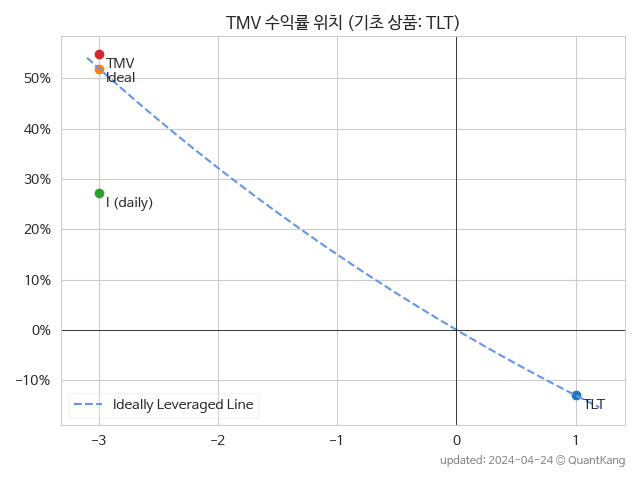 TMV 수익률 위치 (기초 상품: TLT)
50%
40%
30%
20%
10%
0%
−10%
TMV
Ideal
I (daily)
TLT
Ideally Leveraged Line
−3
−2
−1
0
1
updated: 2024-04-24 © QuantKang